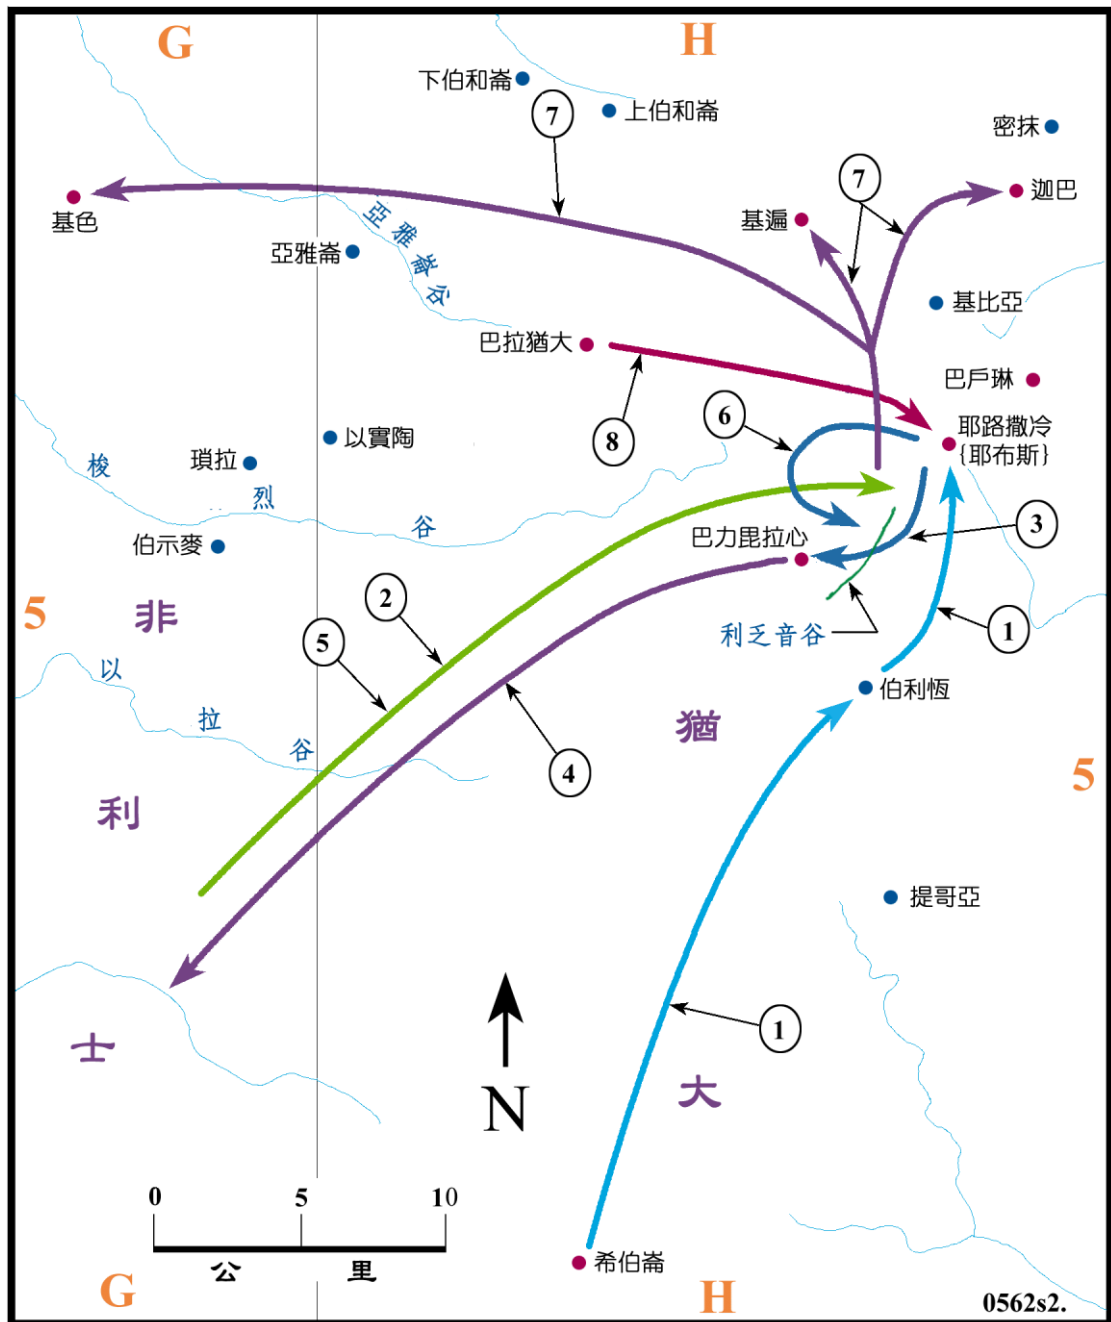 G
H
下伯和崙
上伯和崙
7
密抹
基色
7
迦巴
基遍
亞雅崙
亞雅崙谷
基比亞
巴拉猶大
巴戶琳
8
6
耶路撒冷
{耶布斯}
以實陶
瑣拉
梭烈谷
伯示麥
巴力毘拉心
3
2
5
非
5
利乏音谷
1
以拉谷
伯利恆
猶
4
5
利
提哥亞
1
士
N
大
0 5 10
公里
希伯崙
G
H
0562s2.